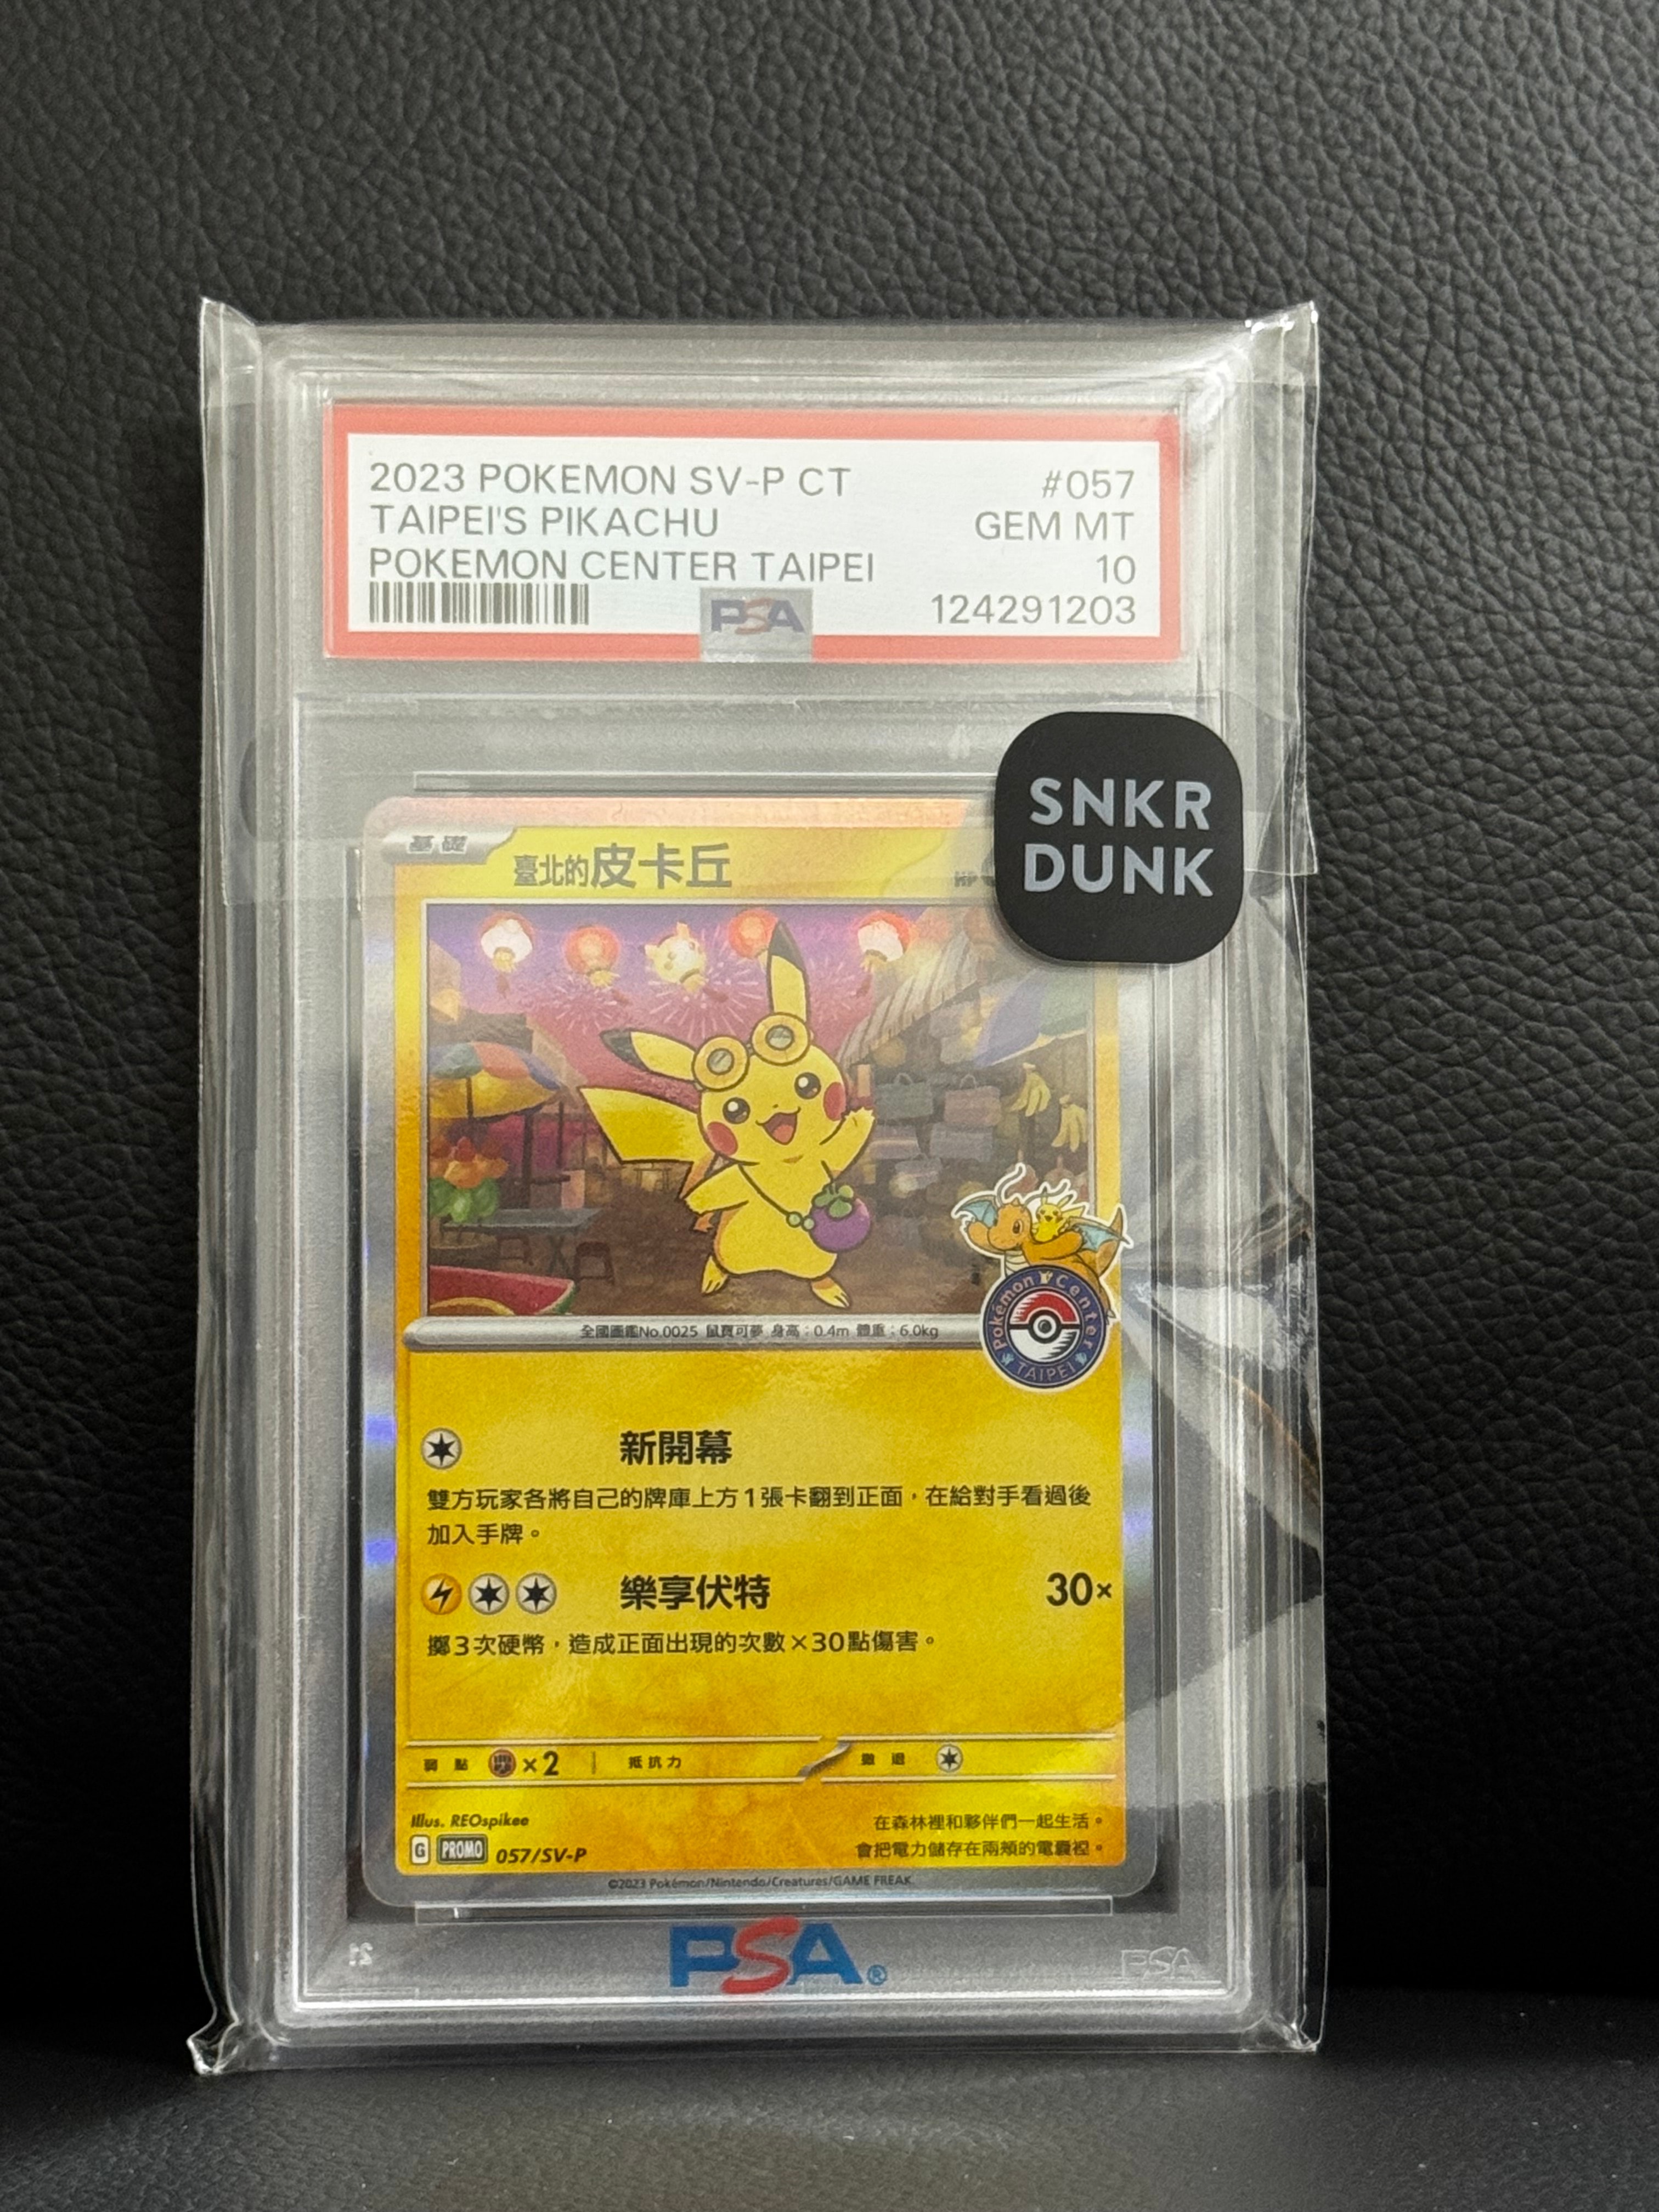 2023 POKEMON SV-P CT #057
TAIPEI'S PIKACHU GEM MT
POKEMON CENTER TAIPEI 10
124291203
PSA
SNKR
DUNK
基礎
臺北的皮卡丘 HP
全國圖鑑No.0025 鼠寶可夢 身高：0.4m 體重：6.0kg
Pokémon Center
TAIPEI
新開幕
雙方玩家各將自己的牌庫上方1張卡翻到正面，在給對手看過後
加入手牌。
樂享伏特 30×
擲3次硬幣，造成正面出現的次數×30點傷害。
弱點 ×2 抵抗力 撤退
Illus. REOspikee
在森林裡和夥伴們一起生活。
G PROMO 057/SV-P
會把電力儲存在兩頰的電囊裡。
©2023 Pokémon/Nintendo/Creatures/GAME FREAK
PSA®
PSA